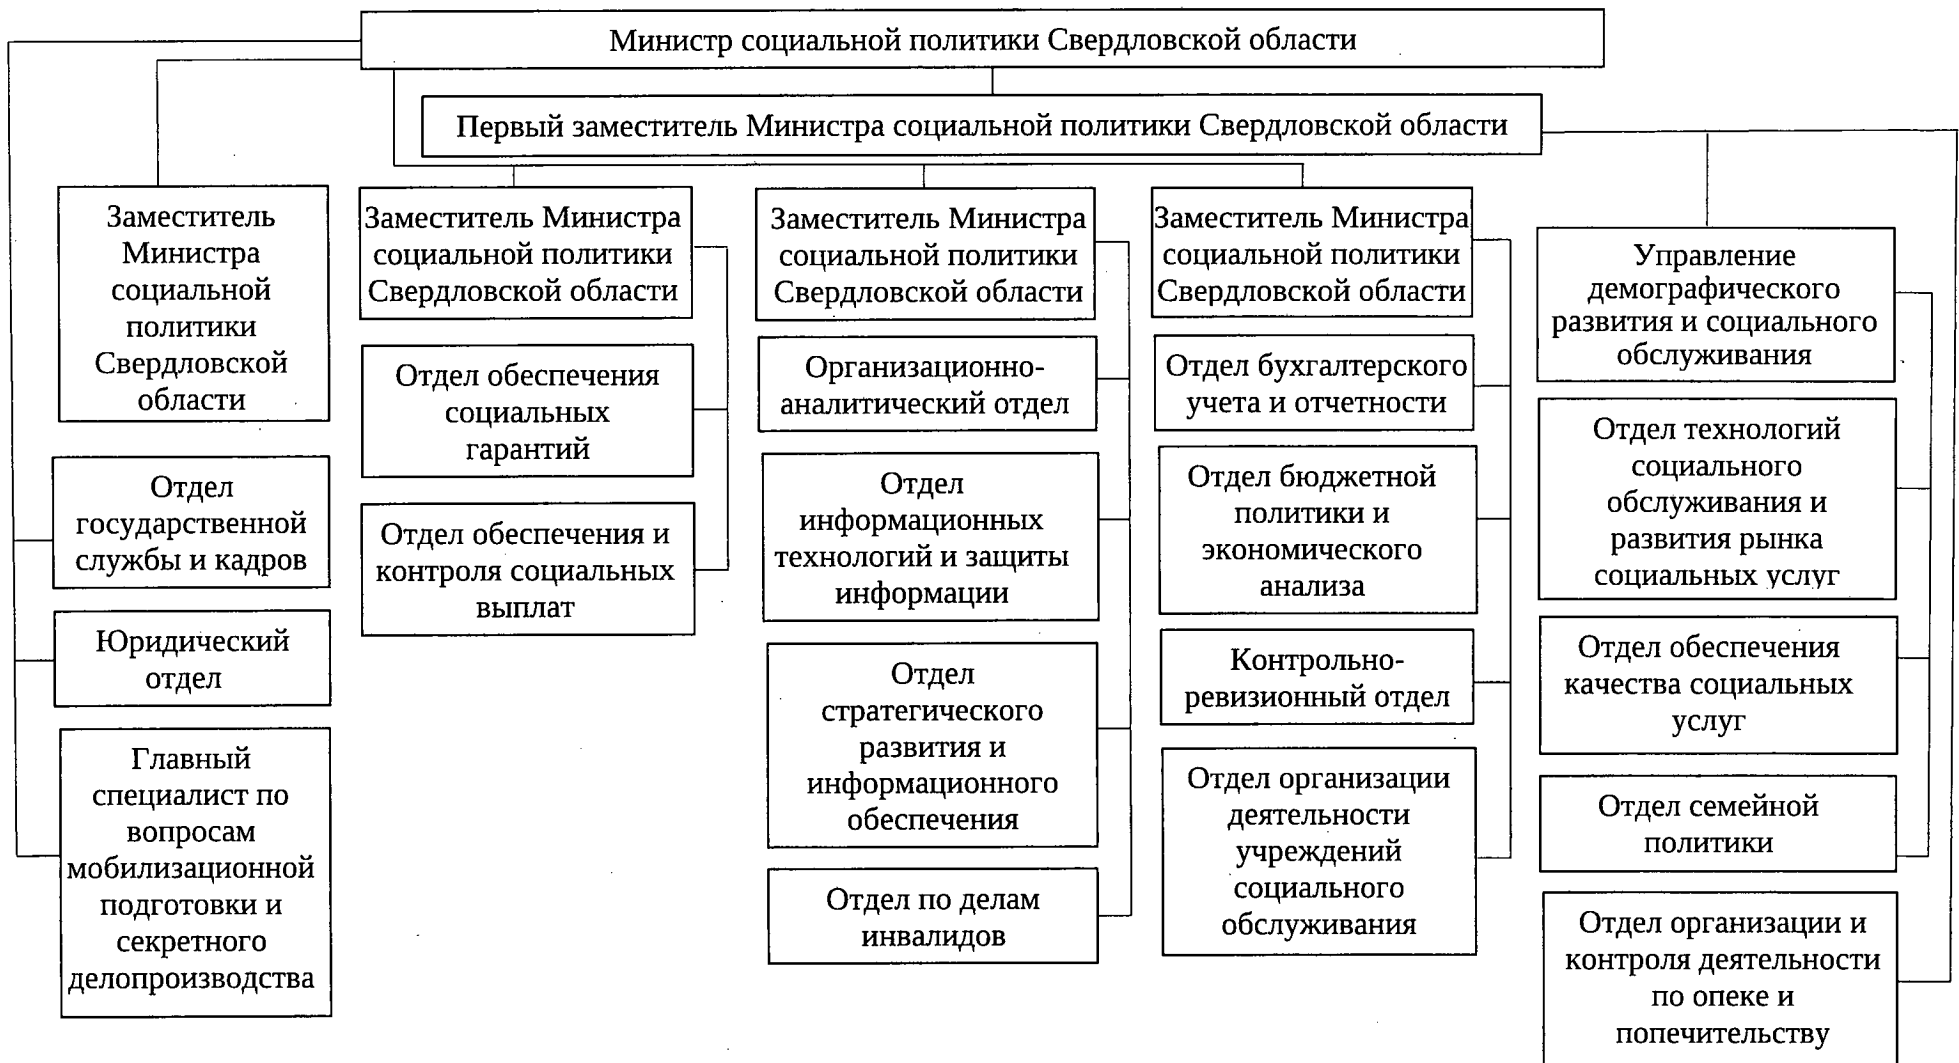 Министр социальной политики Свердловской области
Первый заместитель Министра социальной политики Свердловской области
Заместитель
Министра
социальной
политики
Свердловской
области
Отдел
государственной
службы и кадров
Юридический
отдел
Главный
специалист по
вопросам
мобилизационной
подготовки и
секретного
делопроизводства
Заместитель Министра
социальной политики
Свердловской области
Отдел обеспечения
социальных
гарантий
Отдел обеспечения и
контроля социальных
выплат
Заместитель Министра
социальной политики
Свердловской области
Организационно-
аналитический отдел
Отдел
информационных
технологий и защиты
информации
Отдел
стратегического
развития и
информационного
обеспечения
Отдел по делам
инвалидов
Заместитель Министра
социальной политики
Свердловской области
Отдел бухгалтерского
учета и отчетности
Отдел бюджетной
политики и
экономического
анализа
Контрольно-
ревизионный отдел
Отдел организации
деятельности
учреждений
социального
обслуживания
Управление
демографического
развития и социального
обслуживания
Отдел технологий
социального
обслуживания и
развития рынка
социальных услуг
Отдел обеспечения
качества социальных
услуг
Отдел семейной
политики
Отдел организации и
контроля деятельности
по опеке и
попечительству